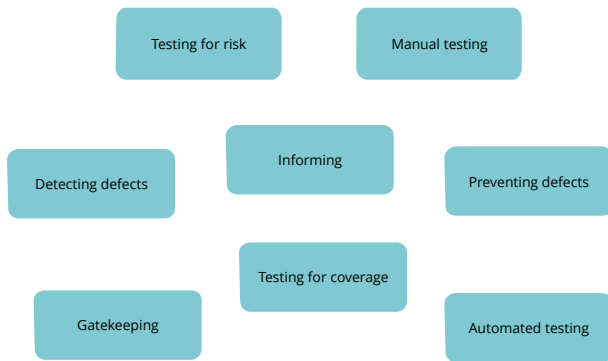 Testing for risk
Manual testing
Informing
Detecting defects
Preventing defects
Testing for coverage
Gatekeeping
Automated testing